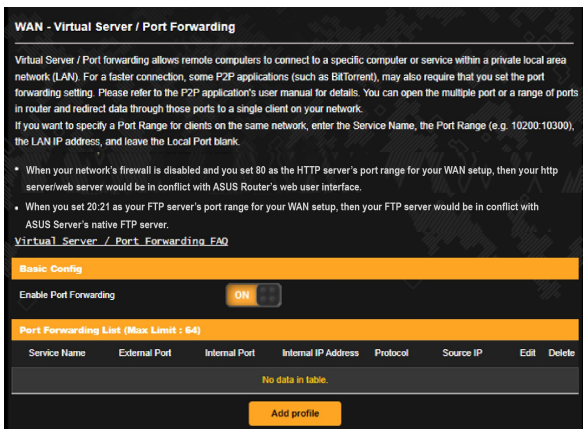 WAN - Virtual Server / Port Forwarding
Virtual Server / Port forwarding allows remote computers to connect to a specific computer or service within a private local area
network (LAN). For a faster connection, some P2P applications (such as BitTorrent), may also require that you set the port
forwarding setting. Please refer to the P2P application's user manual for details. You can open the multiple port or a range of ports
in router and redirect data through those ports to a single client on your network.
If you want to specify a Port Range for clients on the same network, enter the Service Name, the Port Range (e.g. 10200:10300),
the LAN IP address, and leave the Local Port blank.
• When your network's firewall is disabled and you set 80 as the HTTP server's port range for your WAN setup, then your http
server/web server would be in conflict with ASUS Router's web user interface.
• When you set 20:21 as your FTP server's port range for your WAN setup, then your FTP server would be in conflict with
ASUS Server's native FTP server.
Virtual Server / Port Forwarding FAQ
Basic Config
Enable Port Forwarding ON
Port Forwarding List (Max Limit : 64)
Service Name External Port Internal Port Internal IP Address Protocol Source IP Edit Delete
No data in table.
Add profile